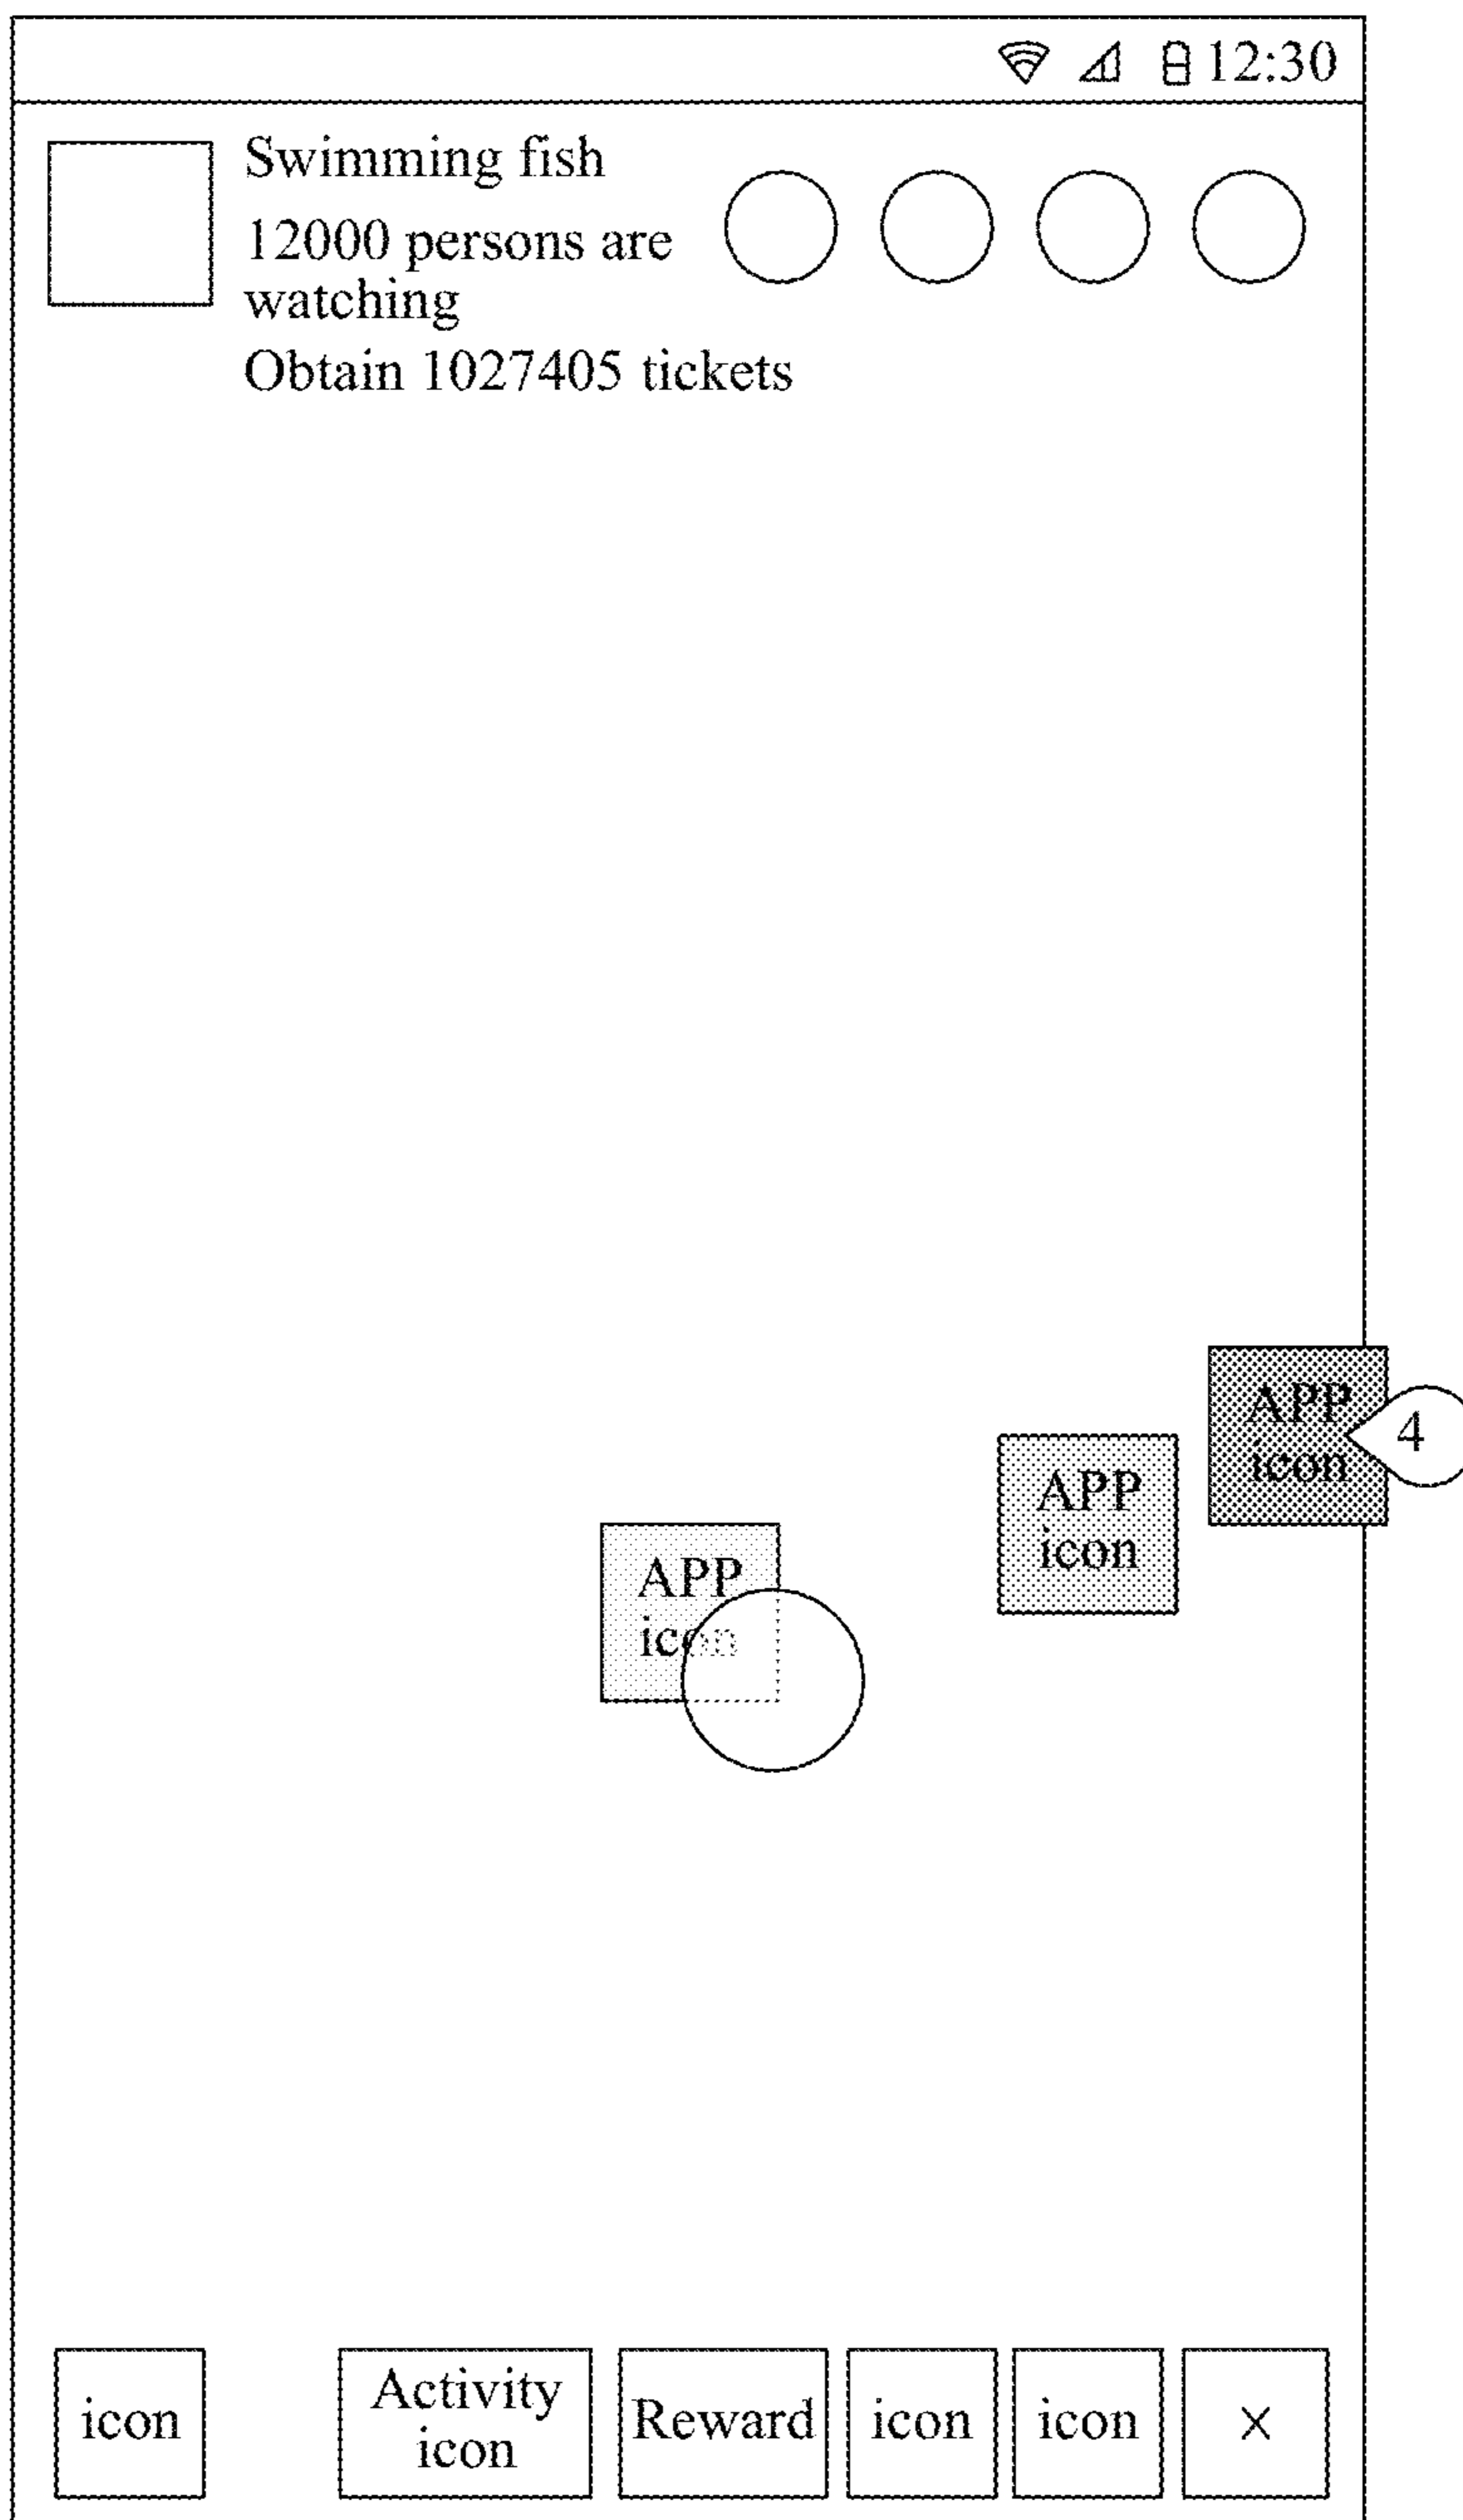 12:30
Swimming fish
12000 persons are
watching
Obtain 1027405 tickets
APP
icon
4
APP
icon
APP
icon
icon
Activity
icon
Reward
icon
icon
×